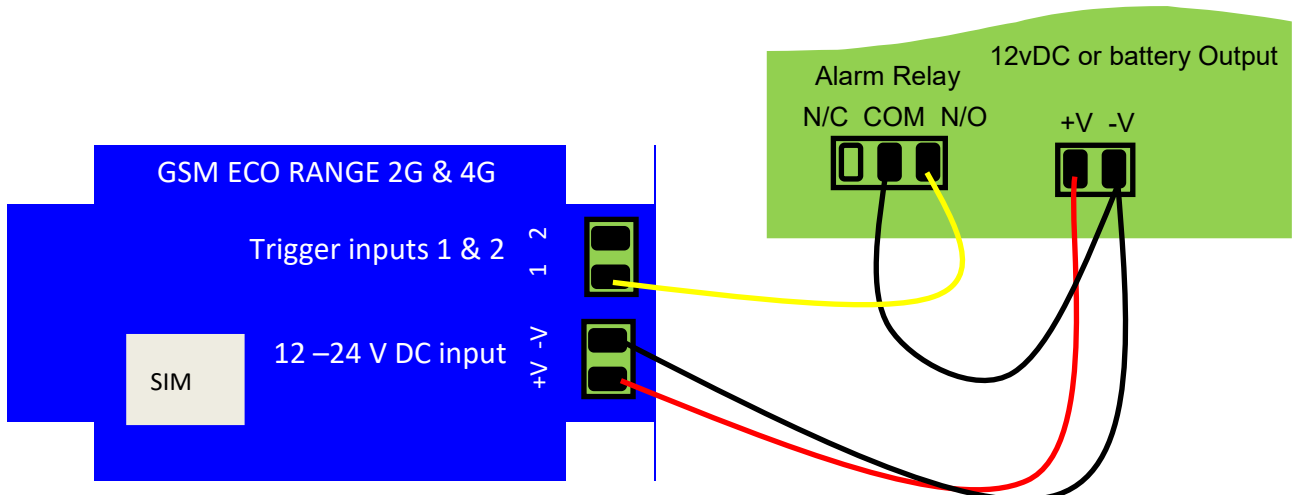 12vDC or battery Output
Alarm Relay
N/C COM N/O
+V -V
GSM ECO RANGE 2G & 4G
Trigger inputs 1 & 2
1 2
12 –24 V DC input
+V -V
SIM